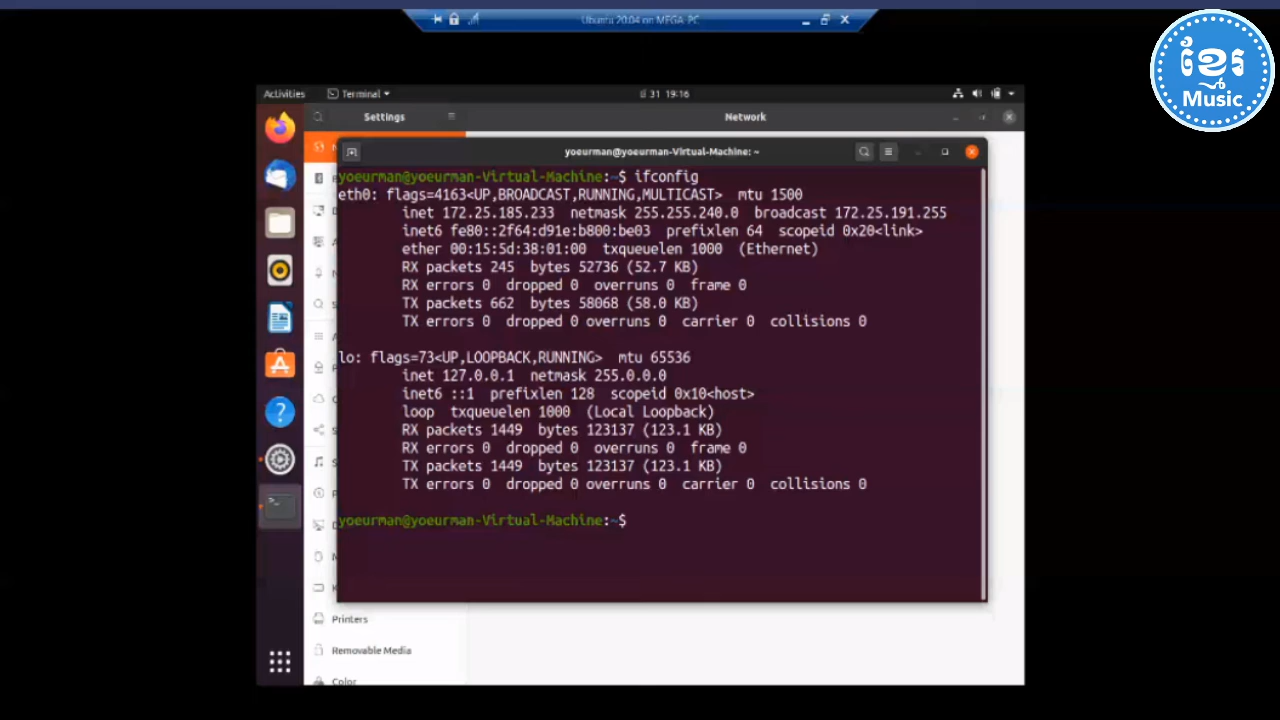 Ubuntu 20.04 on MEGA-PC
ខ្មែរ
Music
Activities
Terminal
31 19:16
Settings
Network
yoeurman@yoeurman-Virtual-Machine: ~
yoeurman@yoeurman-Virtual-Machine:~$ ifconfig
eth0: flags=4163<UP,BROADCAST,RUNNING,MULTICAST>  mtu 1500
inet 172.25.185.233  netmask 255.255.240.0  broadcast 172.25.191.255
inet6 fe80::2f64:d91e:b800:be03  prefixlen 64  scopeid 0x20<link>
ether 00:15:5d:38:01:00  txqueuelen 1000  (Ethernet)
RX packets 245  bytes 52736 (52.7 KB)
RX errors 0  dropped 0  overruns 0  frame 0
TX packets 662  bytes 58068 (58.0 KB)
TX errors 0  dropped 0 overruns 0  carrier 0  collisions 0
lo: flags=73<UP,LOOPBACK,RUNNING>  mtu 65536
inet 127.0.0.1  netmask 255.0.0.0
inet6 ::1  prefixlen 128  scopeid 0x10<host>
loop  txqueuelen 1000  (Local Loopback)
RX packets 1449  bytes 123137 (123.1 KB)
RX errors 0  dropped 0  overruns 0  frame 0
TX packets 1449  bytes 123137 (123.1 KB)
TX errors 0  dropped 0 overruns 0  carrier 0  collisions 0
yoeurman@yoeurman-Virtual-Machine:~$
Printers
Removable Media
Color